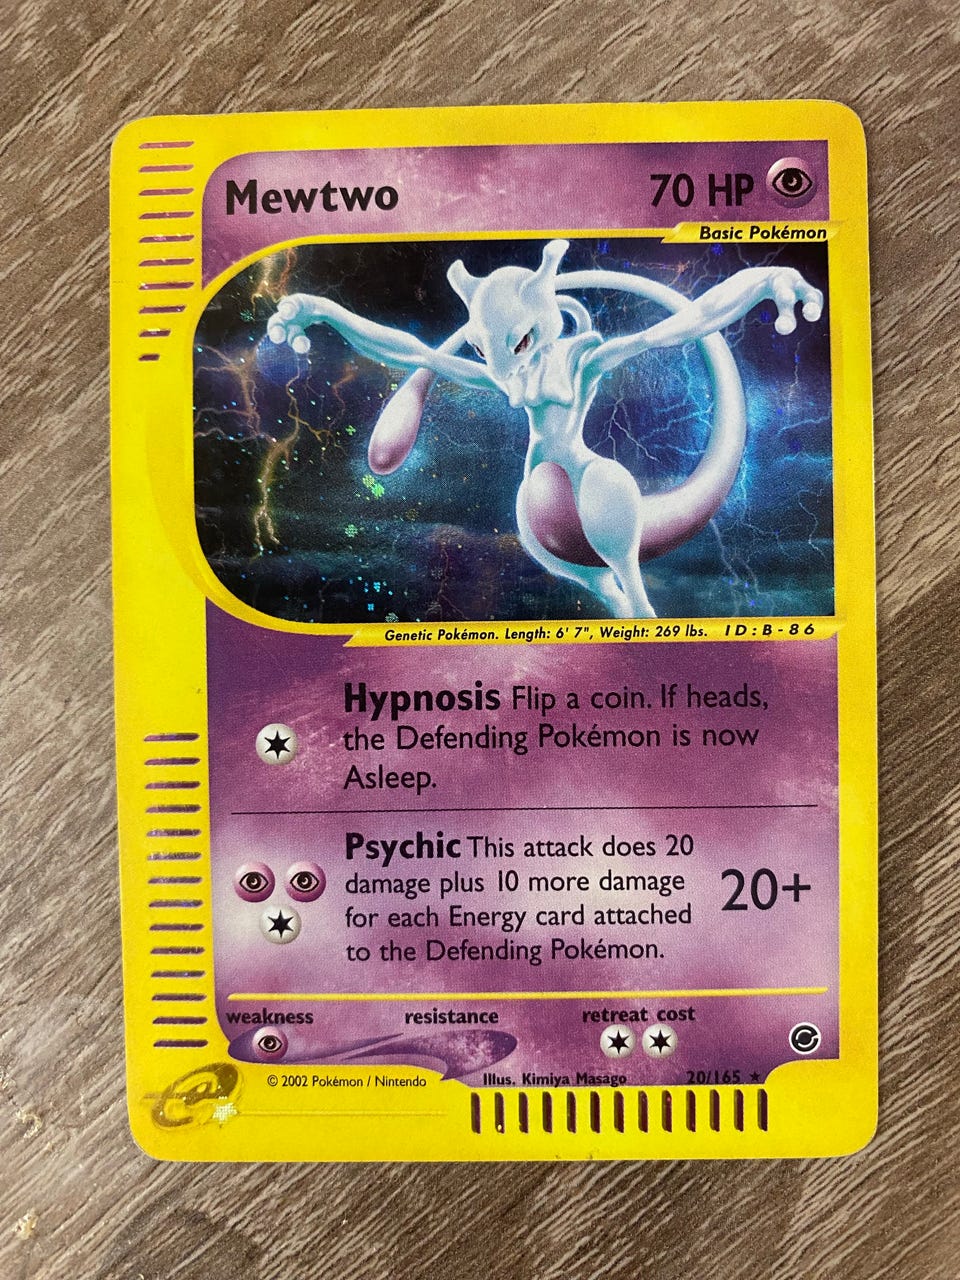 Mewtwo
70 HP
Basic Pokémon
Genetic Pokémon. Length: 6' 7", Weight: 269 lbs. ID:B-86
Hypnosis Flip a coin. If heads,
the Defending Pokémon is now
Asleep.
Psychic This attack does 20
damage plus 10 more damage
for each Energy card attached
to the Defending Pokémon.
20+
weakness resistance retreat cost
© 2002 Pokémon / Nintendo
Illus. Kimiya Masago 20/165 ★
e